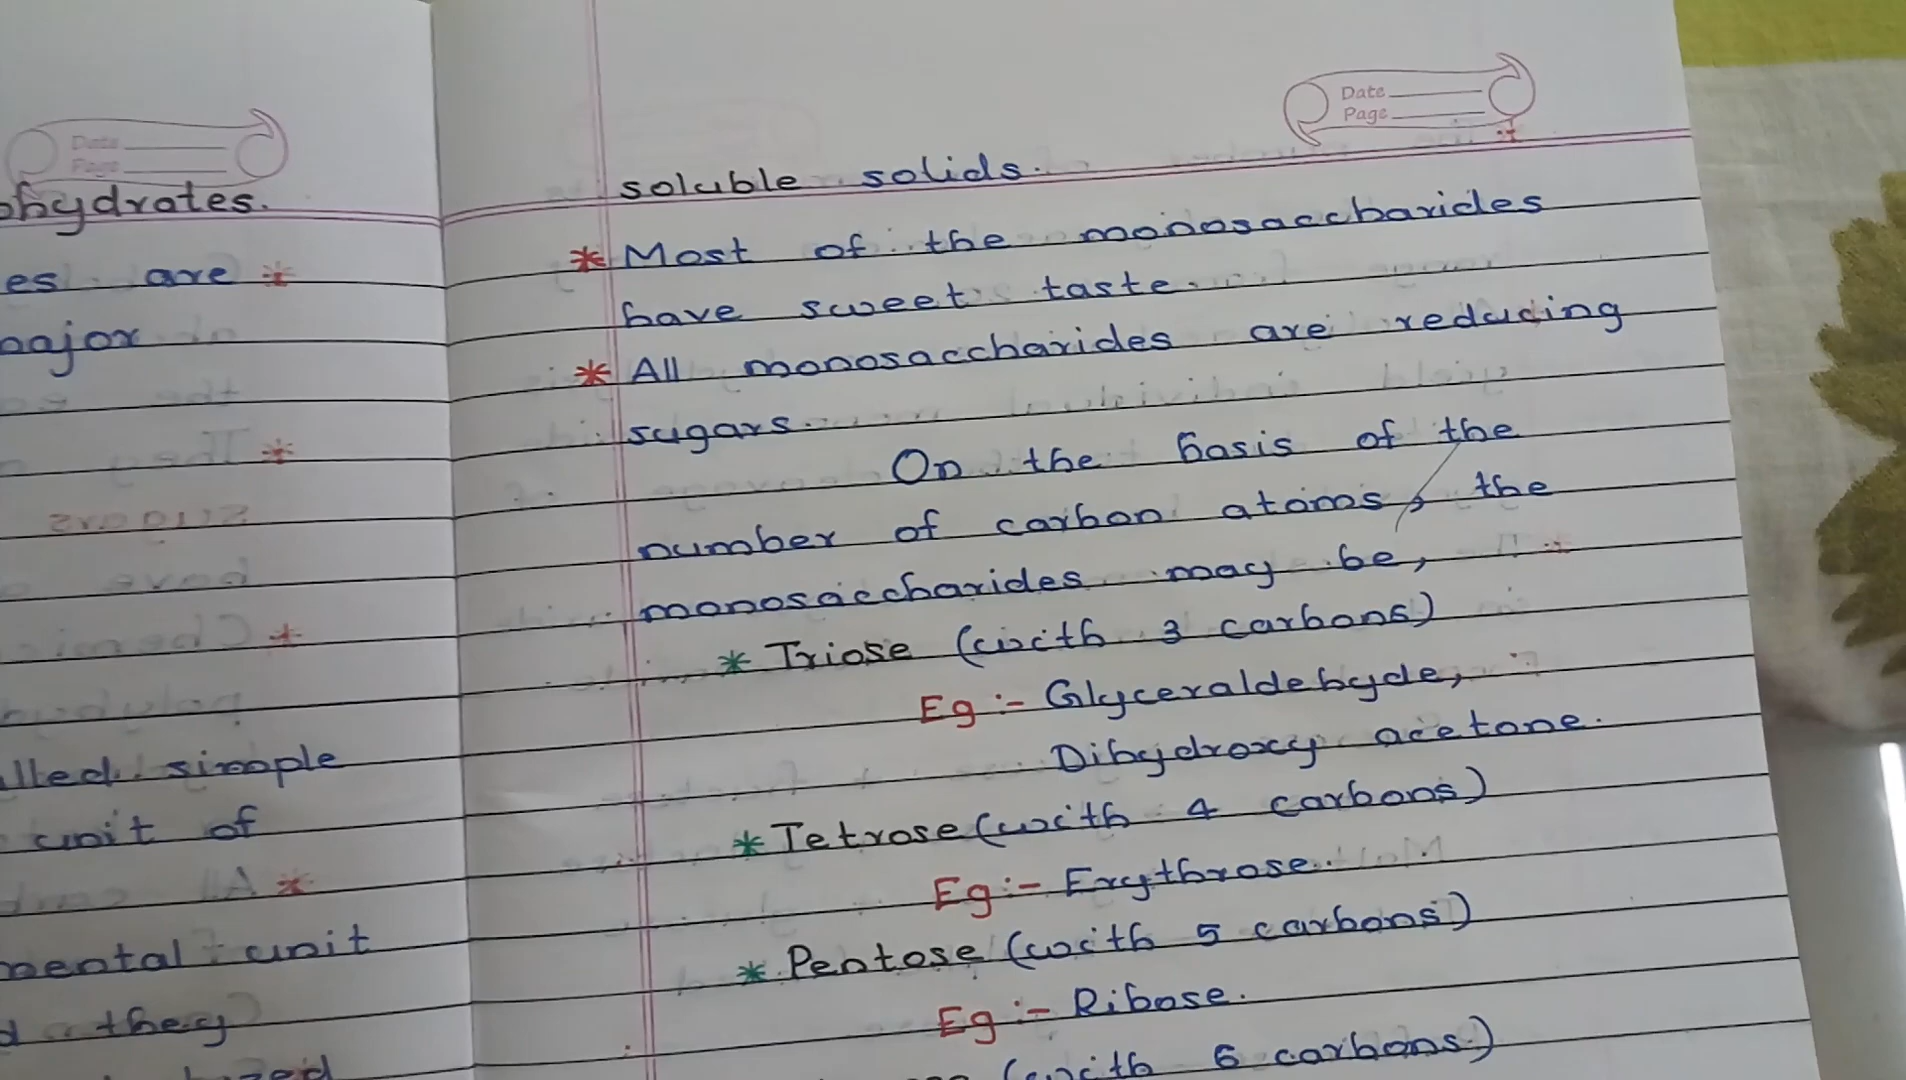 Date
Page
hydrates.
es are *
major
*
*
alled simple
unit of
*
mental unit
they
Date
Page
soluble solids.
* Most of the monosaccharides
have sweet taste.
* All monosaccharides are reducing
sugars.
On the basis of the
number of carbon atoms, the
monosaccharides may be,
* Triose (with 3 carbons)
Eg :- Glyceraldehyde,
Dihydroxy acetone.
* Tetrose (with 4 carbons)
Eg :- Erythrose.
* Pentose (with 5 carbons)
Eg :- Ribose.
(with 6 carbons)